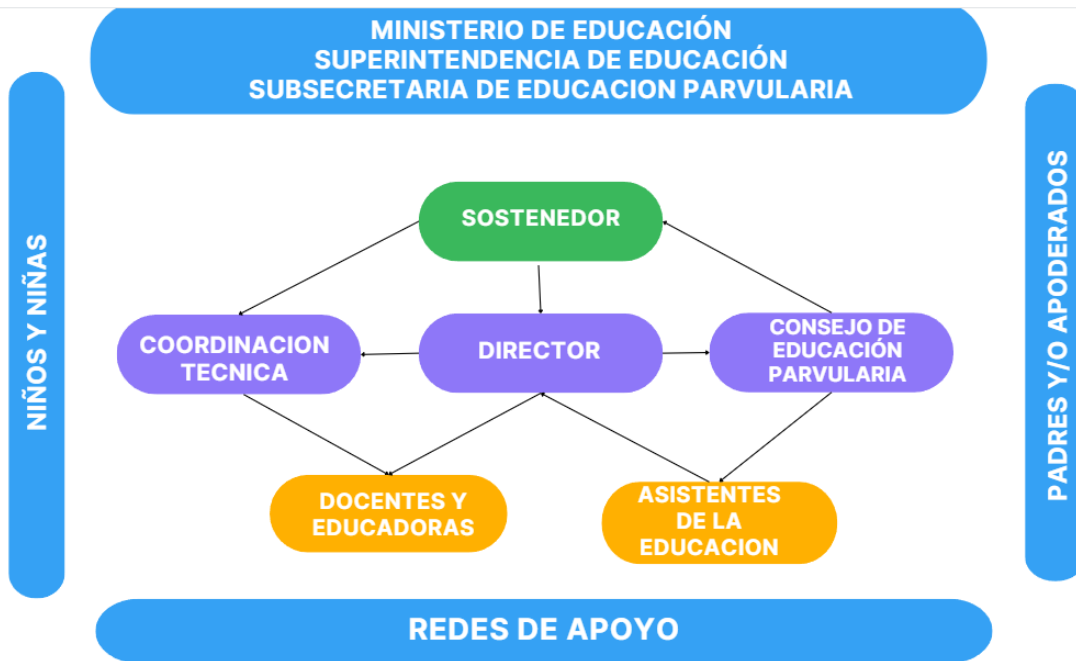 MINISTERIO DE EDUCACIÓN
SUPERINTENDENCIA DE EDUCACIÓN
SUBSECRETARIA DE EDUCACION PARVULARIA
NIÑOS Y NIÑAS
PADRES Y/O APODERADOS
SOSTENEDOR
COORDINACION
TECNICA
DIRECTOR
CONSEJO DE
EDUCACIÓN
PARVULARIA
DOCENTES Y
EDUCADORAS
ASISTENTES
DE LA
EDUCACION
REDES DE APOYO